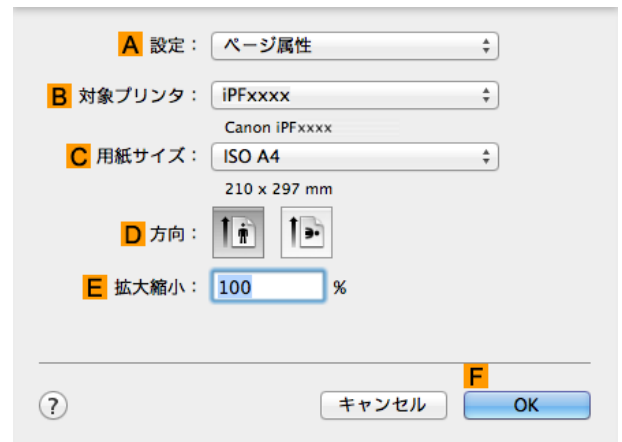 A 設定： ページ属性
B 対象プリンタ： iPFxxxx
Canon iPFxxxx
C 用紙サイズ： ISO A4
210 x 297 mm
D 方向：
E 拡大縮小： 100 %
F
? キャンセル OK